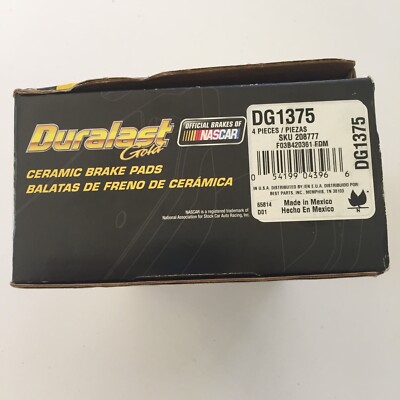 Duralast
Gold
OFFICIAL BRAKES OF
NASCAR
CERAMIC BRAKE PADS
BALATAS DE FRENO DE CERÁMICA
NASCAR is a registered trademark of
National Association for Stock Car Auto Racing, Inc.
DG1375
4 PIECES / PIEZAS
SKU 208777
F03B420361 EDM
0 54199 04396 6
IN U.S.A. DISTRIBUTED BY /EN E.U.A. DISTRIBUIDO POR:
BEST PARTS, INC. MEMPHIS, TN 38103
65814
D01
Made in Mexico
Hecho En Mexico
DG1375